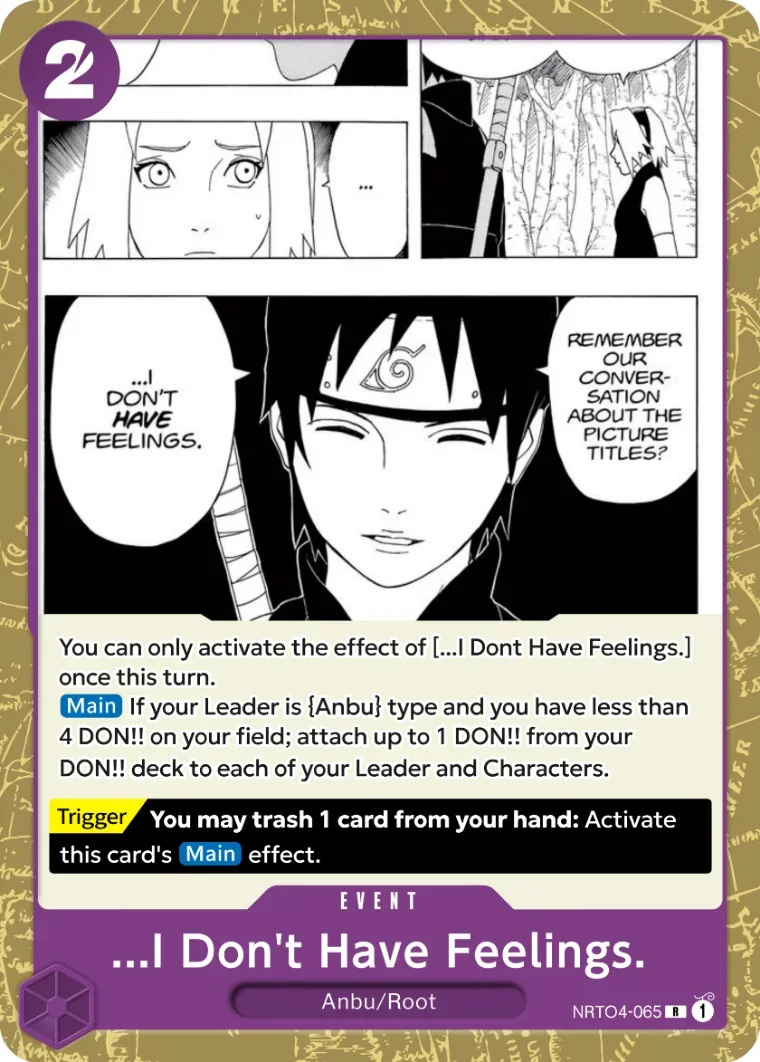 2
...
...I
DON'T
HAVE
FEELINGS.
REMEMBER
OUR
CONVER-
SATION
ABOUT THE
PICTURE
TITLES?
You can only activate the effect of [...I Dont Have Feelings.]
once this turn.
Main If your Leader is {Anbu} type and you have less than
4 DON!! on your field; attach up to 1 DON!! from your
DON!! deck to each of your Leader and Characters.
Trigger You may trash 1 card from your hand: Activate
this card's Main effect.
EVENT
...I Don't Have Feelings.
Anbu/Root
NRTO4-065 R 1